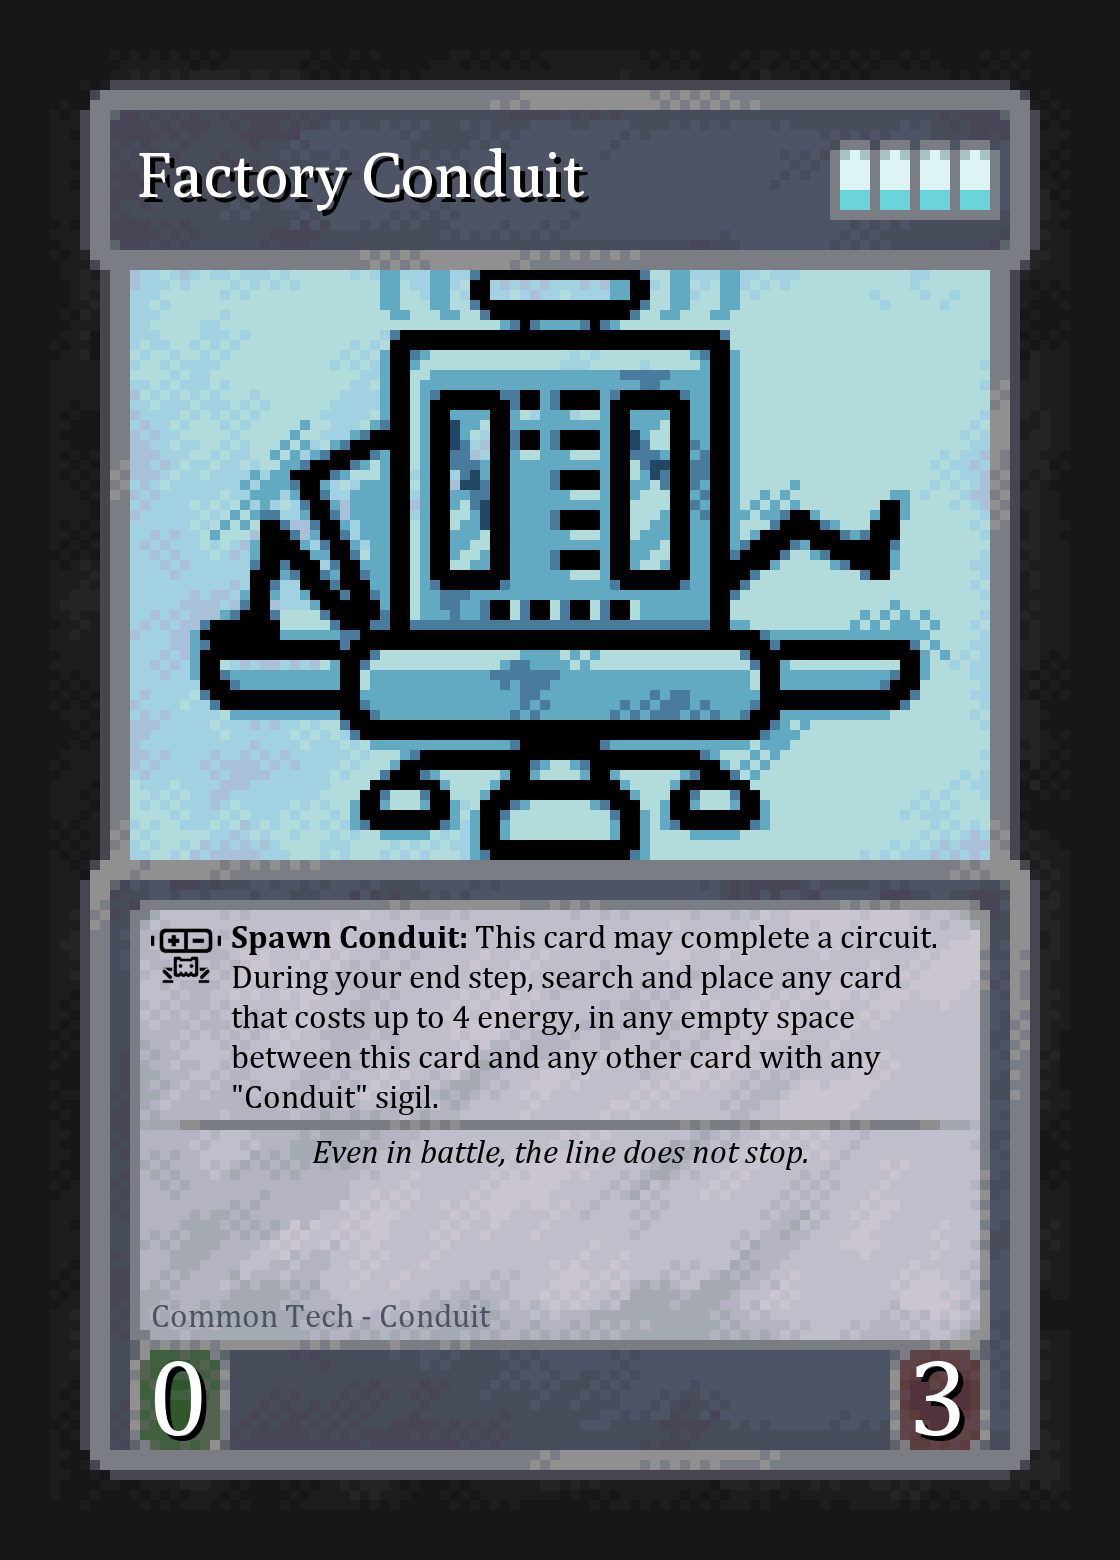 Factory Conduit
Spawn Conduit: This card may complete a circuit.
During your end step, search and place any card
that costs up to 4 energy, in any empty space
between this card and any other card with any
"Conduit" sigil.
Even in battle, the line does not stop.
Common Tech - Conduit
0
3